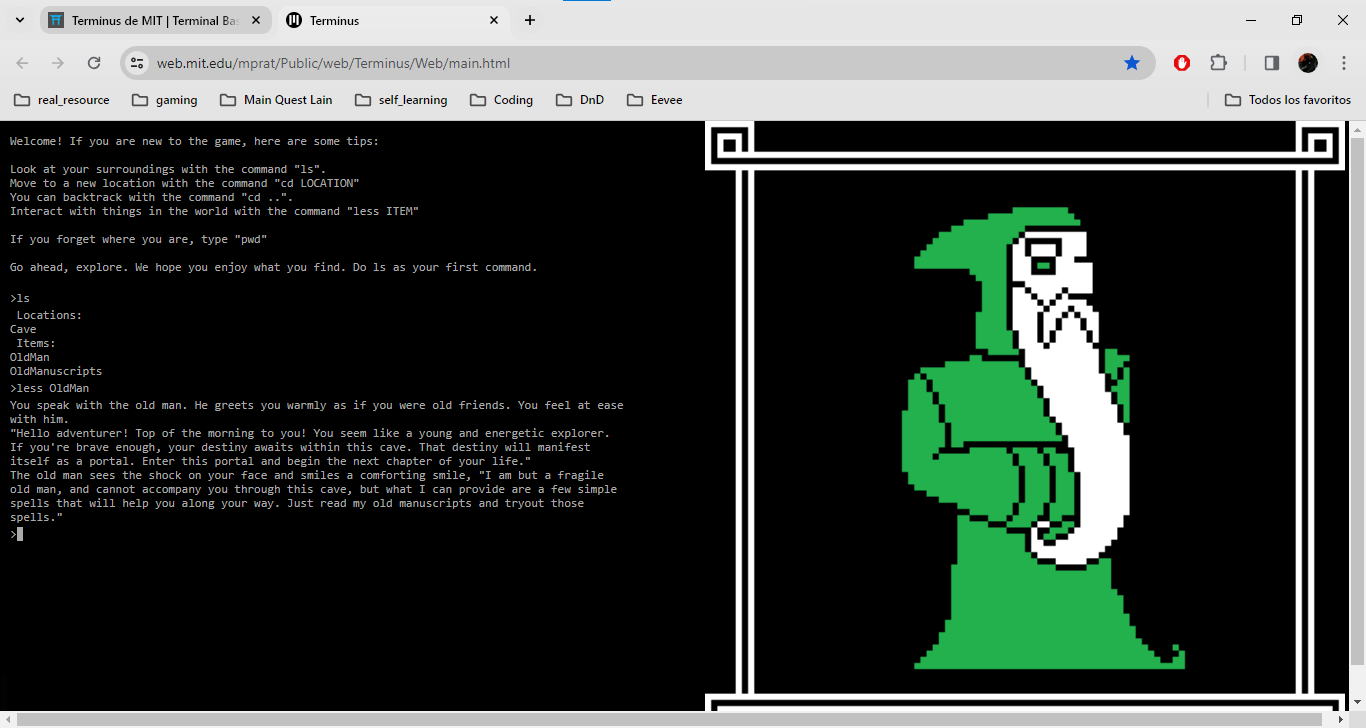 Terminus de MIT | Terminal Bas
Terminus
web.mit.edu/mprat/Public/web/Terminus/Web/main.html
real_resource gaming Main Quest Lain self_learning Coding DnD Eevee Todos los favoritos
Welcome! If you are new to the game, here are some tips:
Look at your surroundings with the command "ls".
Move to a new location with the command "cd LOCATION"
You can backtrack with the command "cd ..".
Interact with things in the world with the command "less ITEM"
If you forget where you are, type "pwd"
Go ahead, explore. We hope you enjoy what you find. Do ls as your first command.
>ls
Locations:
Cave
Items:
OldMan
OldManuscripts
>less OldMan
You speak with the old man. He greets you warmly as if you were old friends. You feel at ease
with him.
"Hello adventurer! Top of the morning to you! You seem like a young and energetic explorer.
If you're brave enough, your destiny awaits within this cave. That destiny will manifest
itself as a portal. Enter this portal and begin the next chapter of your life."
The old man sees the shock on your face and smiles a comforting smile, "I am but a fragile
old man, and cannot accompany you through this cave, but what I can provide are a few simple
spells that will help you along your way. Just read my old manuscripts and tryout those
spells."
>